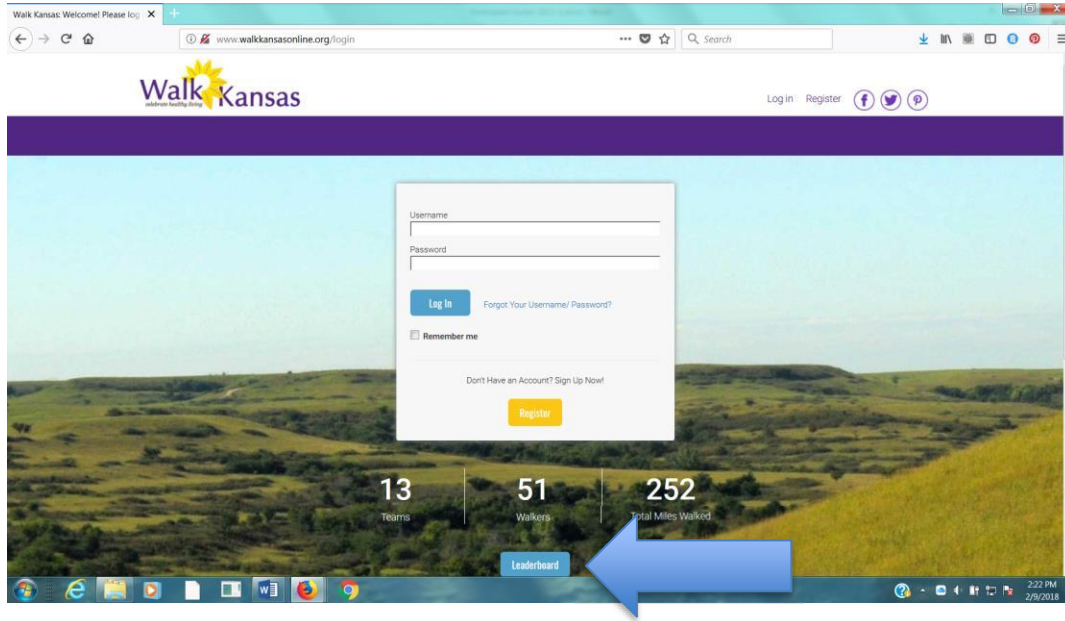 Walk Kansas: Welcome! Please log
www.walkkansasonline.org/login
Search
Walk Kansas
celebrate healthy living
Log in Register
Username
Password
Log In Forgot Your Username/ Password?
Remember me
Don't Have an Account? Sign Up Now!
Register
13 51 252
Teams Walkers Total Miles Walked
Leaderboard
2:22 PM
2/9/2018